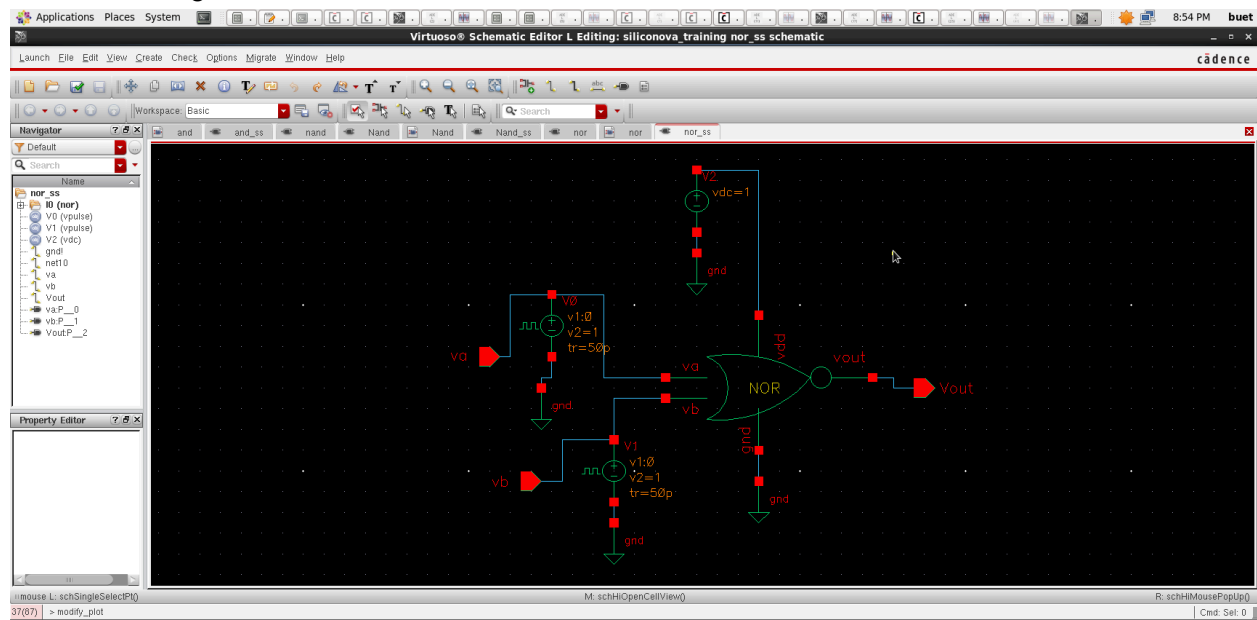 Applications Places System
8:54 PM buet
Virtuoso® Schematic Editor L Editing: siliconova_training nor_ss schematic
Launch File Edit View Create Check Options Migrate Window Help
cādence
Workspace: Basic
Search
Navigator
and and_ss nand Nand Nand Nand_ss nor nor nor_ss
Default
Search
Name
nor_ss
I0 (nor)
V0 (vpulse)
V1 (vpulse)
V2 (vdc)
gnd!
net10
va
vb
Vout
va:P__0
vb:P__1
Vout:P__2
Property Editor
V2
vdc=1
gnd
V0
v1:0
v2=1
tr=50p
va
gnd
vdd
va
vb
NOR
vout
Vout
gnd
gnd
V1
v1:0
v2=1
tr=50p
vb
gnd
mouse L: schSingleSelectPt()
M: schHiOpenCellView()
R: schHiMousePopUp()
37(87) > modify_plot
Cmd: Sel: 0